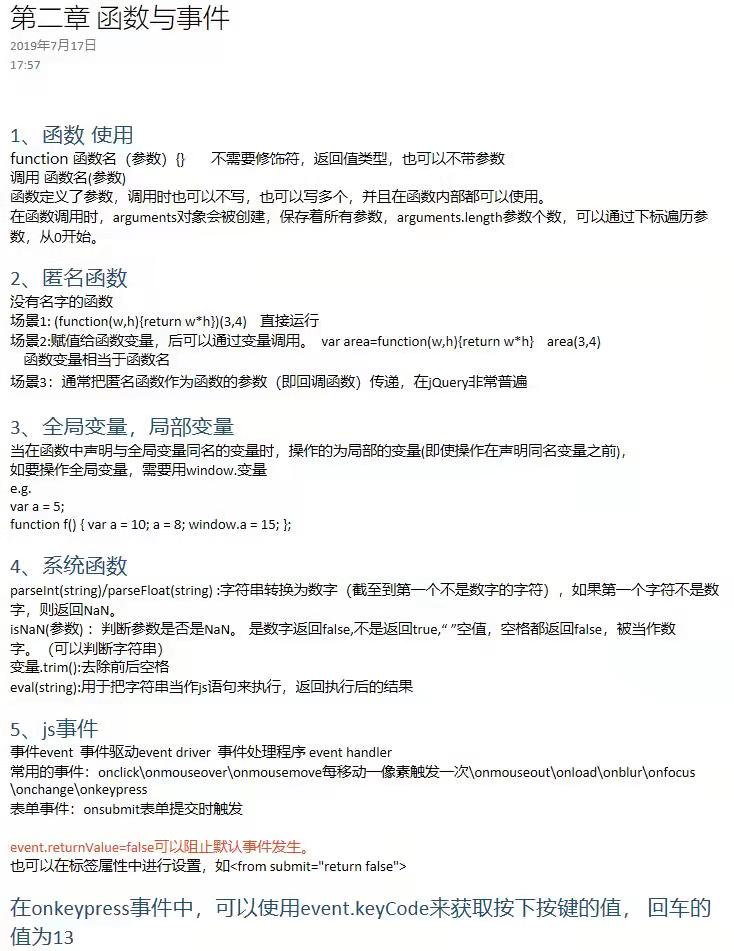 第二章 函数与事件
2019年7月17日
17:57
1、函数 使用
function 函数名（参数）{}　　不需要修饰符，返回值类型，也可以不带参数
调用 函数名(参数)
函数定义了参数，调用时也可以不写，也可以写多个，并且在函数内部都可以使用。
在函数调用时，arguments对象会被创建，保存着所有参数，arguments.length参数个数，可以通过下标遍历参
数，从0开始。
2、匿名函数
没有名字的函数
场景1: (function(w,h){return w*h})(3,4)　直接运行
场景2:赋值给函数变量，后可以通过变量调用。 var area=function(w,h){return w*h}　area(3,4)
函数变量相当于函数名
场景3：通常把匿名函数作为函数的参数（即回调函数）传递，在jQuery非常普遍
3、全局变量，局部变量
当在函数中声明与全局变量同名的变量时，操作的为局部的变量(即使操作在声明同名变量之前)，
如要操作全局变量，需要用window.变量
e.g.
var a = 5;
function f() { var a = 10; a = 8; window.a = 15; };
4、系统函数
parseInt(string)/parseFloat(string) :字符串转换为数字（截至到第一个不是数字的字符），如果第一个字符不是数
字，则返回NaN。
isNaN(参数)： 判断参数是否是NaN。 是数字返回false,不是返回true,“ ”空值，空格都返回false，被当作数
字。（可以判断字符串）
变量.trim():去除前后空格
eval(string):用于把字符串当作js语句来执行，返回执行后的结果
5、js事件
事件event 事件驱动event driver 事件处理程序 event handler
常用的事件：onclick\onmouseover\onmousemove每移动一像素触发一次\onmouseout\onload\onblur\onfocus
\onchange\onkeypress
表单事件：onsubmit表单提交时触发
event.returnValue=false可以阻止默认事件发生。
也可以在标签属性中进行设置，如<from submit="return false">
在onkeypress事件中，可以使用event.keyCode来获取按下按键的值， 回车的
值为13